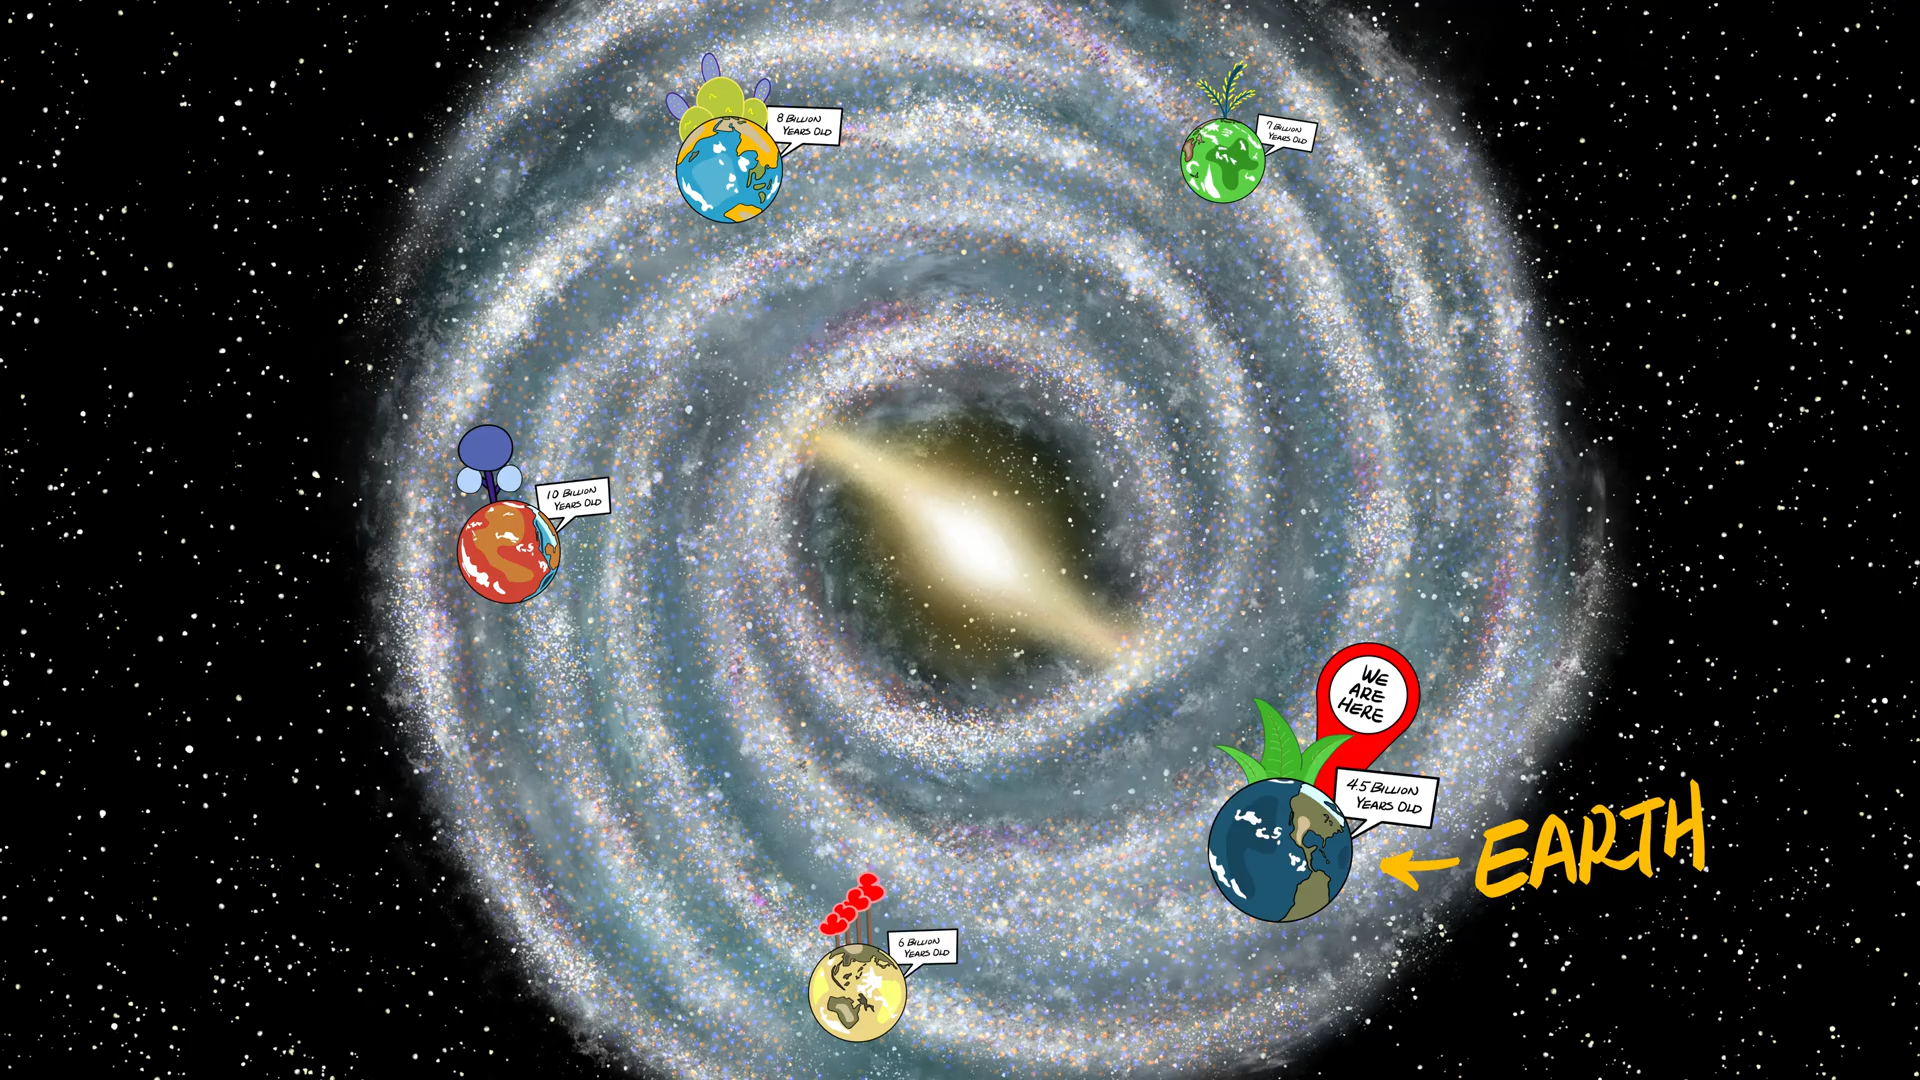 8 BILLION
YEARS OLD
7 BILLION
YEARS OLD
10 BILLION
YEARS OLD
WE
ARE
HERE
4.5 BILLION
YEARS OLD
EARTH
6 BILLION
YEARS OLD